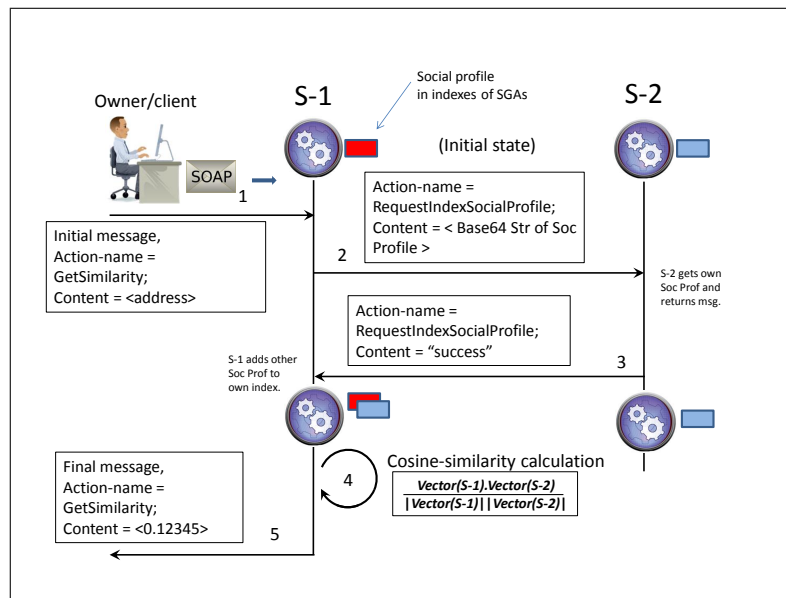 Owner/client
S-1
Social profile
in indexes of SGAs
S-2
(Initial state)
SOAP
1
Initial message,
Action-name =
GetSimilarity;
Content = <address>
Action-name =
RequestIndexSocialProfile;
Content = < Base64 Str of Soc
Profile >
2
S-2 gets own
Soc Prof and
returns msg.
Action-name =
RequestIndexSocialProfile;
Content = “success”
3
S-1 adds other
Soc Prof to
own index.
Final message,
Action-name =
GetSimilarity;
Content = <0.12345>
4
Cosine-similarity calculation
Vector(S-1).Vector(S-2)
|Vector(S-1)||Vector(S-2)|
5